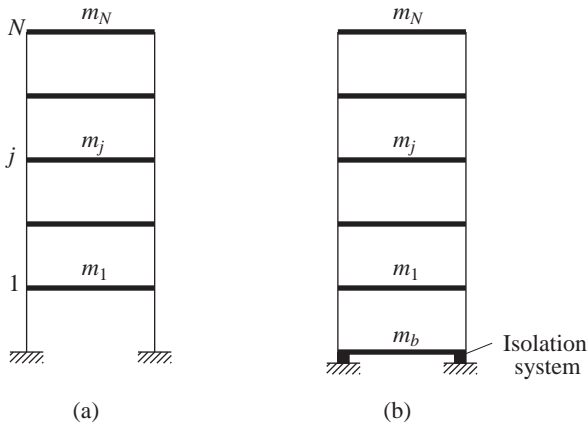 N m_N m_N
j m_j m_j
1 m_1 m_1
m_b
Isolation
system
(a) (b)